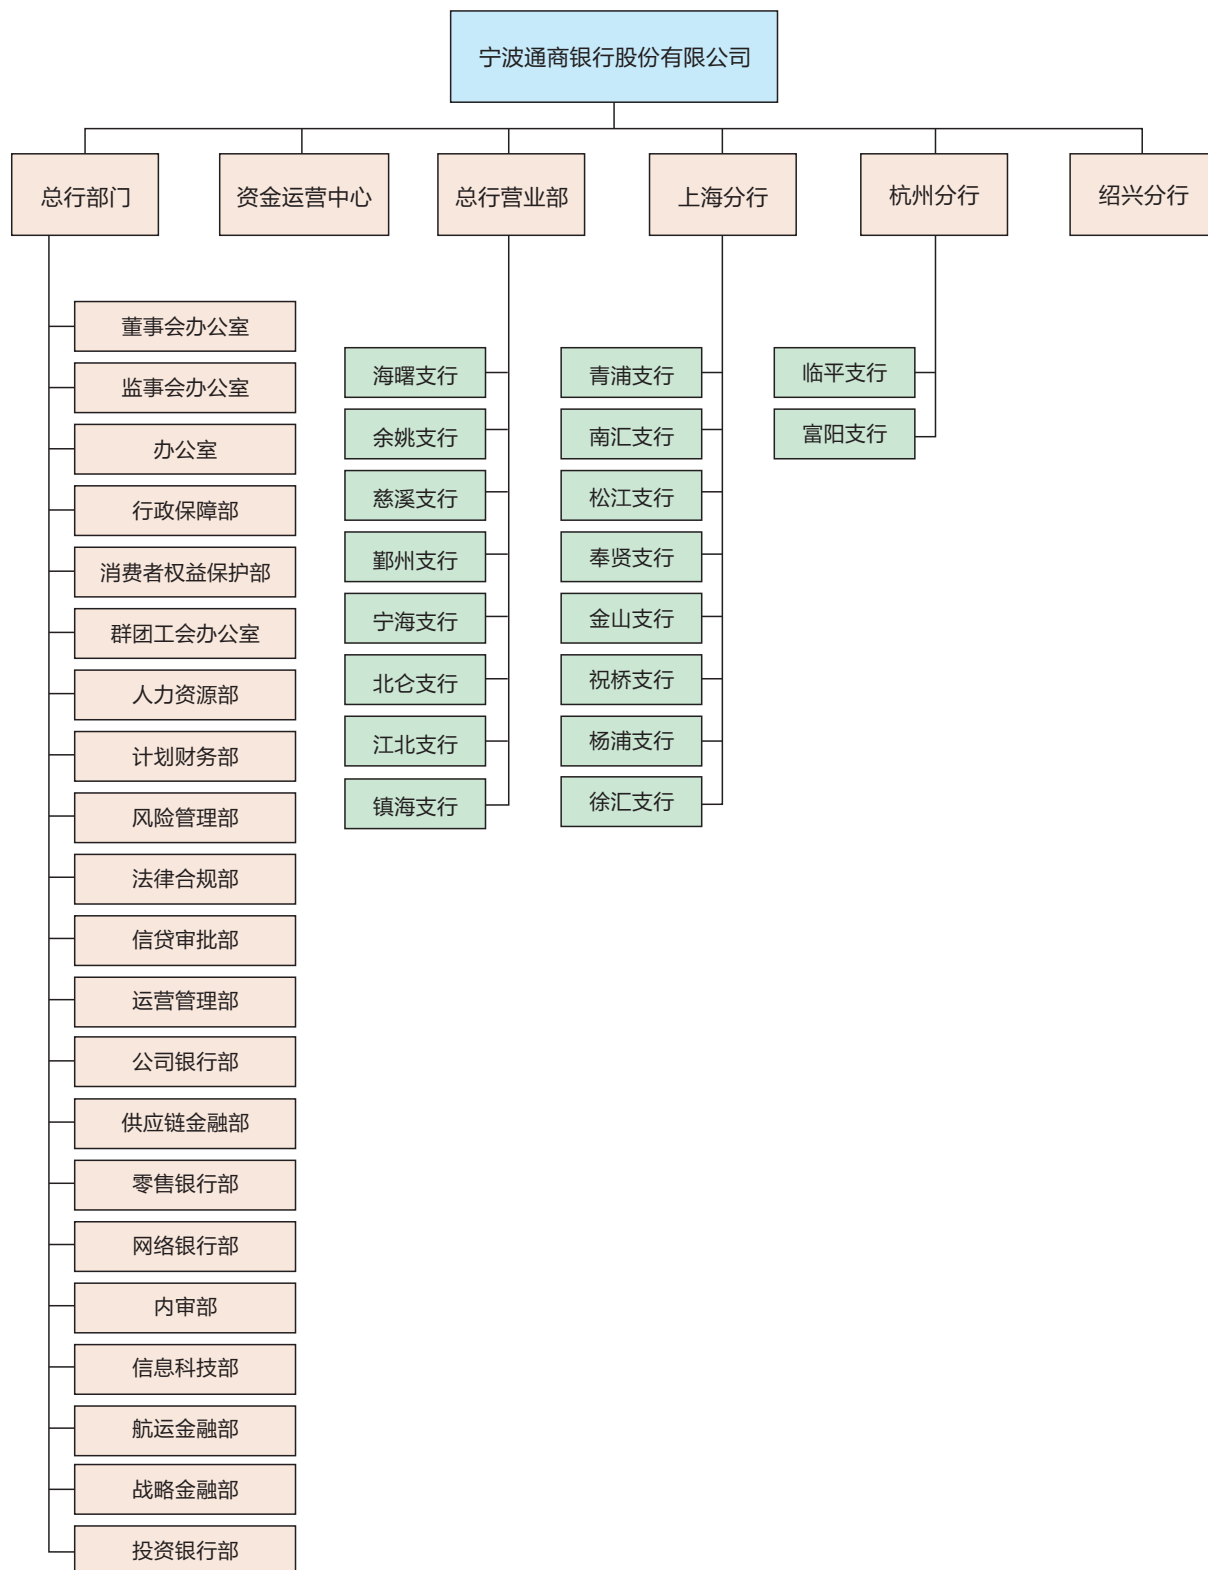 宁波通商银行股份有限公司
总行部门
资金运营中心
总行营业部
上海分行
杭州分行
绍兴分行
董事会办公室
监事会办公室
办公室
行政保障部
消费者权益保护部
群团工会办公室
人力资源部
计划财务部
风险管理部
法律合规部
信贷审批部
运营管理部
公司银行部
供应链金融部
零售银行部
网络银行部
内审部
信息科技部
航运金融部
战略金融部
投资银行部
海曙支行
余姚支行
慈溪支行
鄞州支行
宁海支行
北仑支行
江北支行
镇海支行
青浦支行
南汇支行
松江支行
奉贤支行
金山支行
祝桥支行
杨浦支行
徐汇支行
临平支行
富阳支行